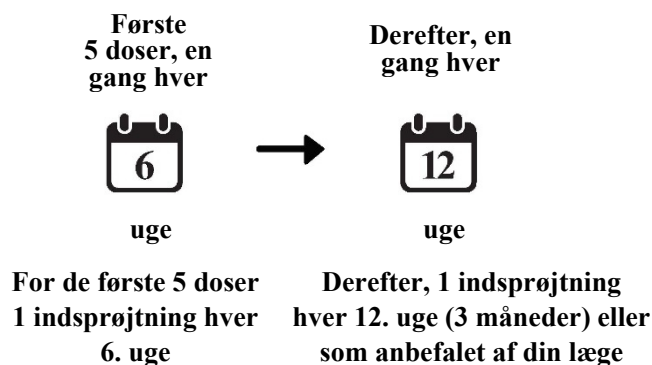 Første
5 doser, en
gang hver
6
uge
For de første 5 doser
1 indsprøjtning hver
6. uge
Derefter, en
gang hver
12
uge
Derefter, 1 indsprøjtning
hver 12. uge (3 måneder) eller
som anbefalet af din læge